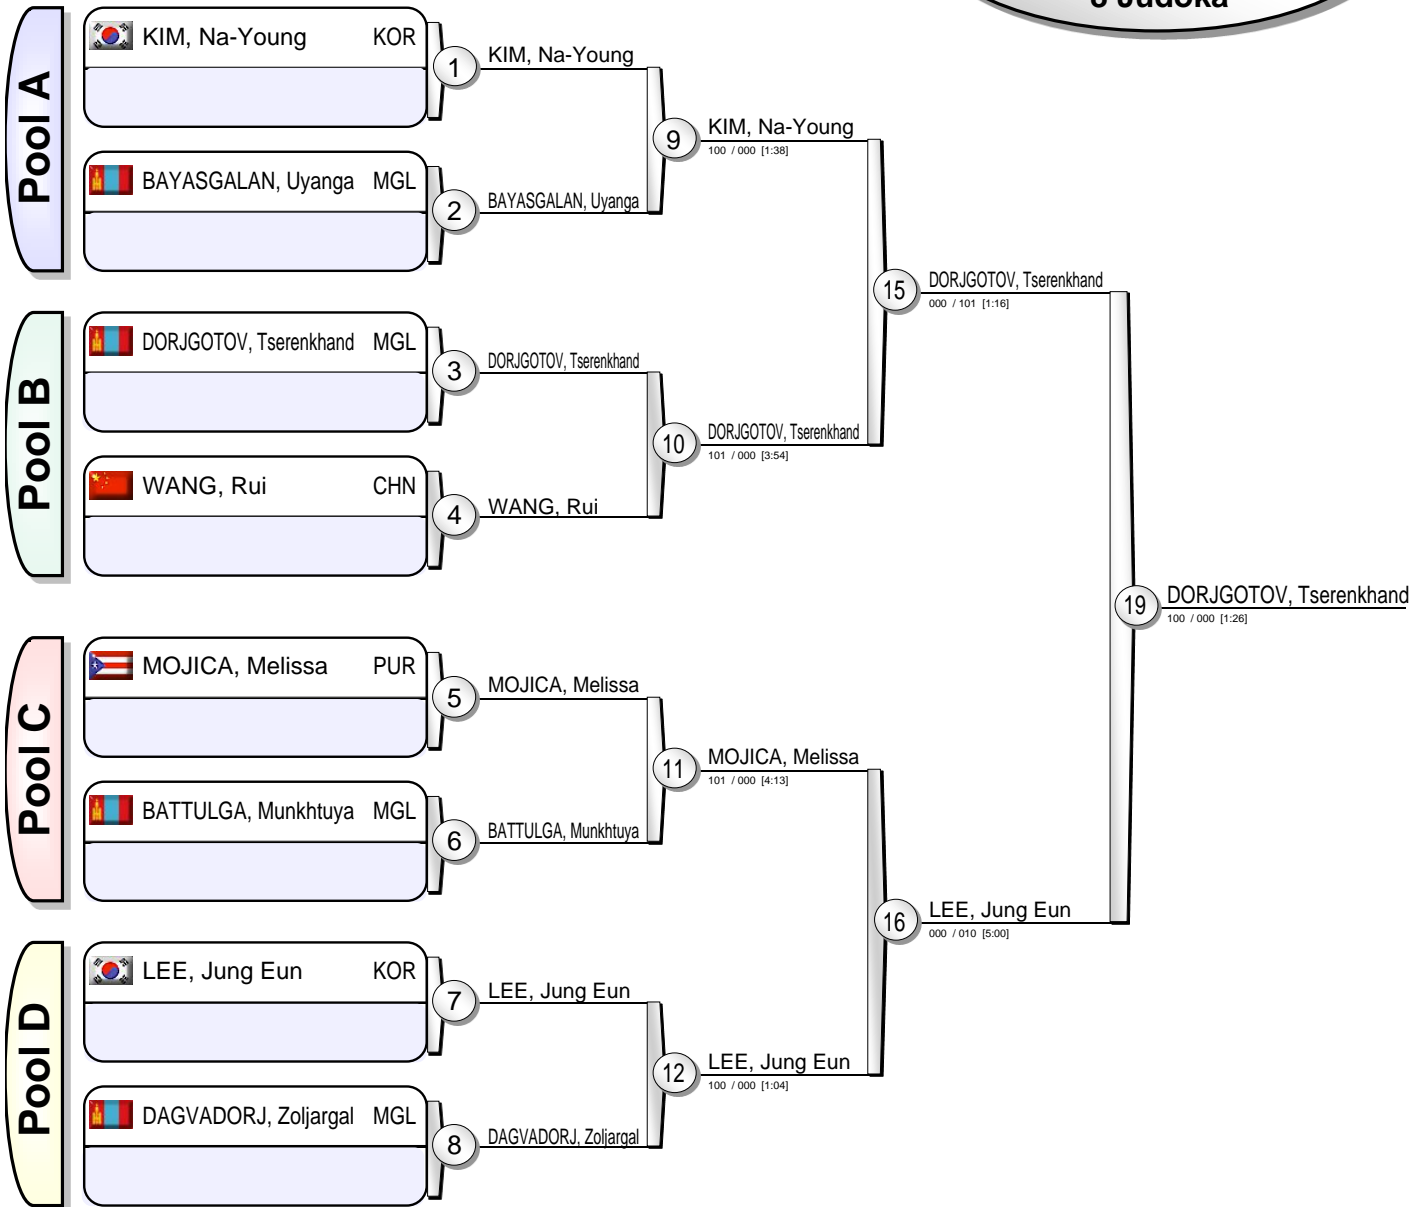 8 Judoka
Pool A
KIM, Na-Young KOR
1
KIM, Na-Young
BAYASGALAN, Uyanga MGL
2
BAYASGALAN, Uyanga
9
KIM, Na-Young
100 / 000 [1:38]
Pool B
DORJGOTOV, Tserenkhand MGL
3
DORJGOTOV, Tserenkhand
WANG, Rui CHN
4
WANG, Rui
10
DORJGOTOV, Tserenkhand
101 / 000 [3:54]
15
DORJGOTOV, Tserenkhand
000 / 101 [1:16]
Pool C
MOJICA, Melissa PUR
5
MOJICA, Melissa
BATTULGA, Munkhtuya MGL
6
BATTULGA, Munkhtuya
11
MOJICA, Melissa
101 / 000 [4:13]
Pool D
LEE, Jung Eun KOR
7
LEE, Jung Eun
DAGVADORJ, Zoljargal MGL
8
DAGVADORJ, Zoljargal
12
LEE, Jung Eun
100 / 000 [1:04]
16
LEE, Jung Eun
000 / 010 [5:00]
19
DORJGOTOV, Tserenkhand
100 / 000 [1:26]